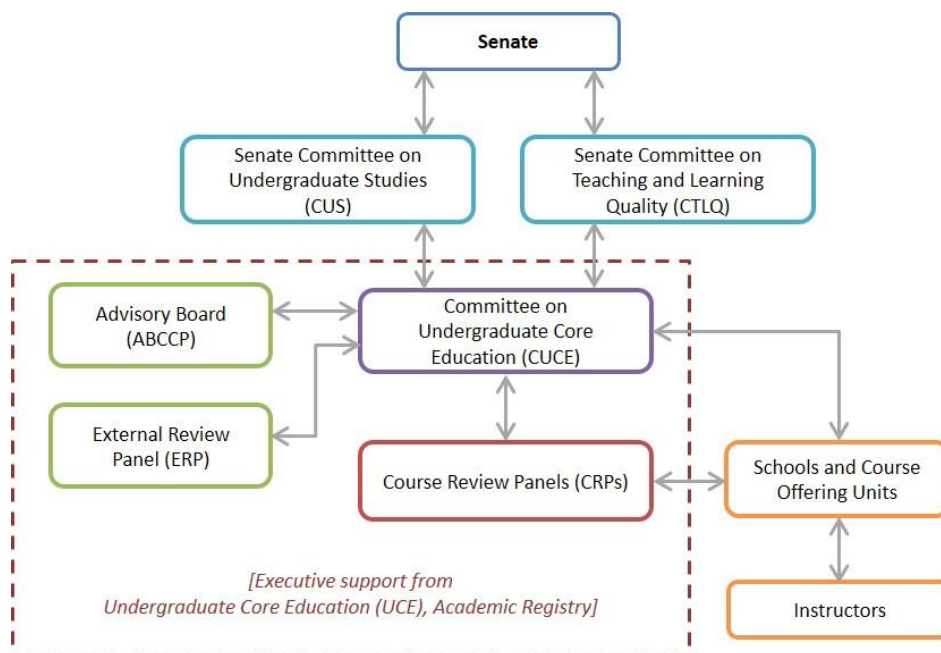 Senate
Senate Committee on
Undergraduate Studies
(CUS)
Senate Committee on
Teaching and Learning
Quality (CTLQ)
Advisory Board
(ABCCP)
Committee on
Undergraduate Core
Education (CUCE)
External Review
Panel (ERP)
Course Review Panels (CRPs)
Schools and Course
Offering Units
[Executive support from
Undergraduate Core Education (UCE), Academic Registry]
Instructors